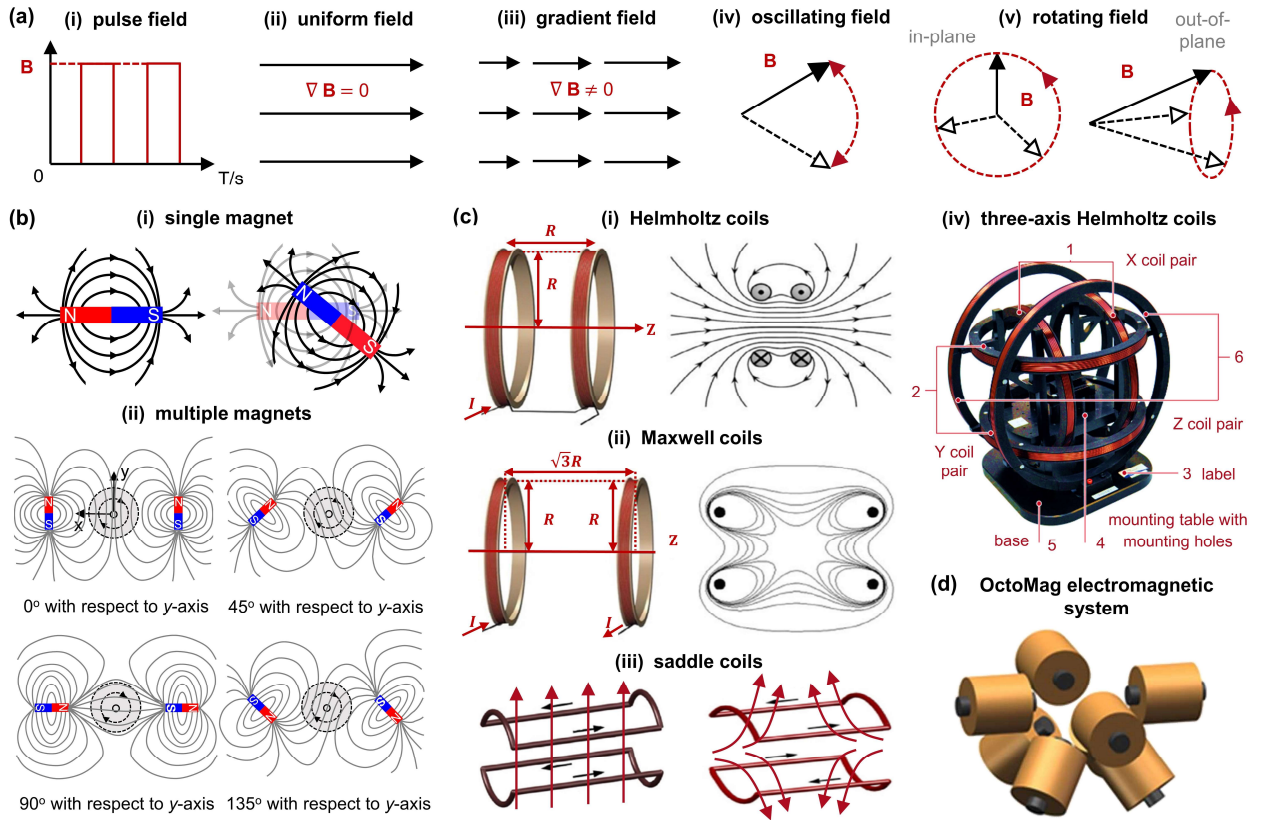 (a)
(i) pulse field
B
0
T/s
(ii) uniform field
∇ B = 0
(iii) gradient field
∇ B ≠ 0
(iv) oscillating field
B
(v) rotating field
in-plane
B
out-of-
plane
B
(b)
(i) single magnet
N S
N S
N S
(ii) multiple magnets
N
S
y
x
N
S
0º with respect to y-axis
N
S
N
S
45º with respect to y-axis
S N
S N
90º with respect to y-axis
S
N
S
N
135º with respect to y-axis
(c)
(i) Helmholtz coils
R
R
Z
I
(ii) Maxwell coils
√3R
R
R
Z
I
I
(iii) saddle coils
(iv) three-axis Helmholtz coils
1
X coil pair
2
6
Z coil pair
Y coil
pair
3 label
mounting table with
mounting holes
base 5
4
(d)
OctoMag electromagnetic
system